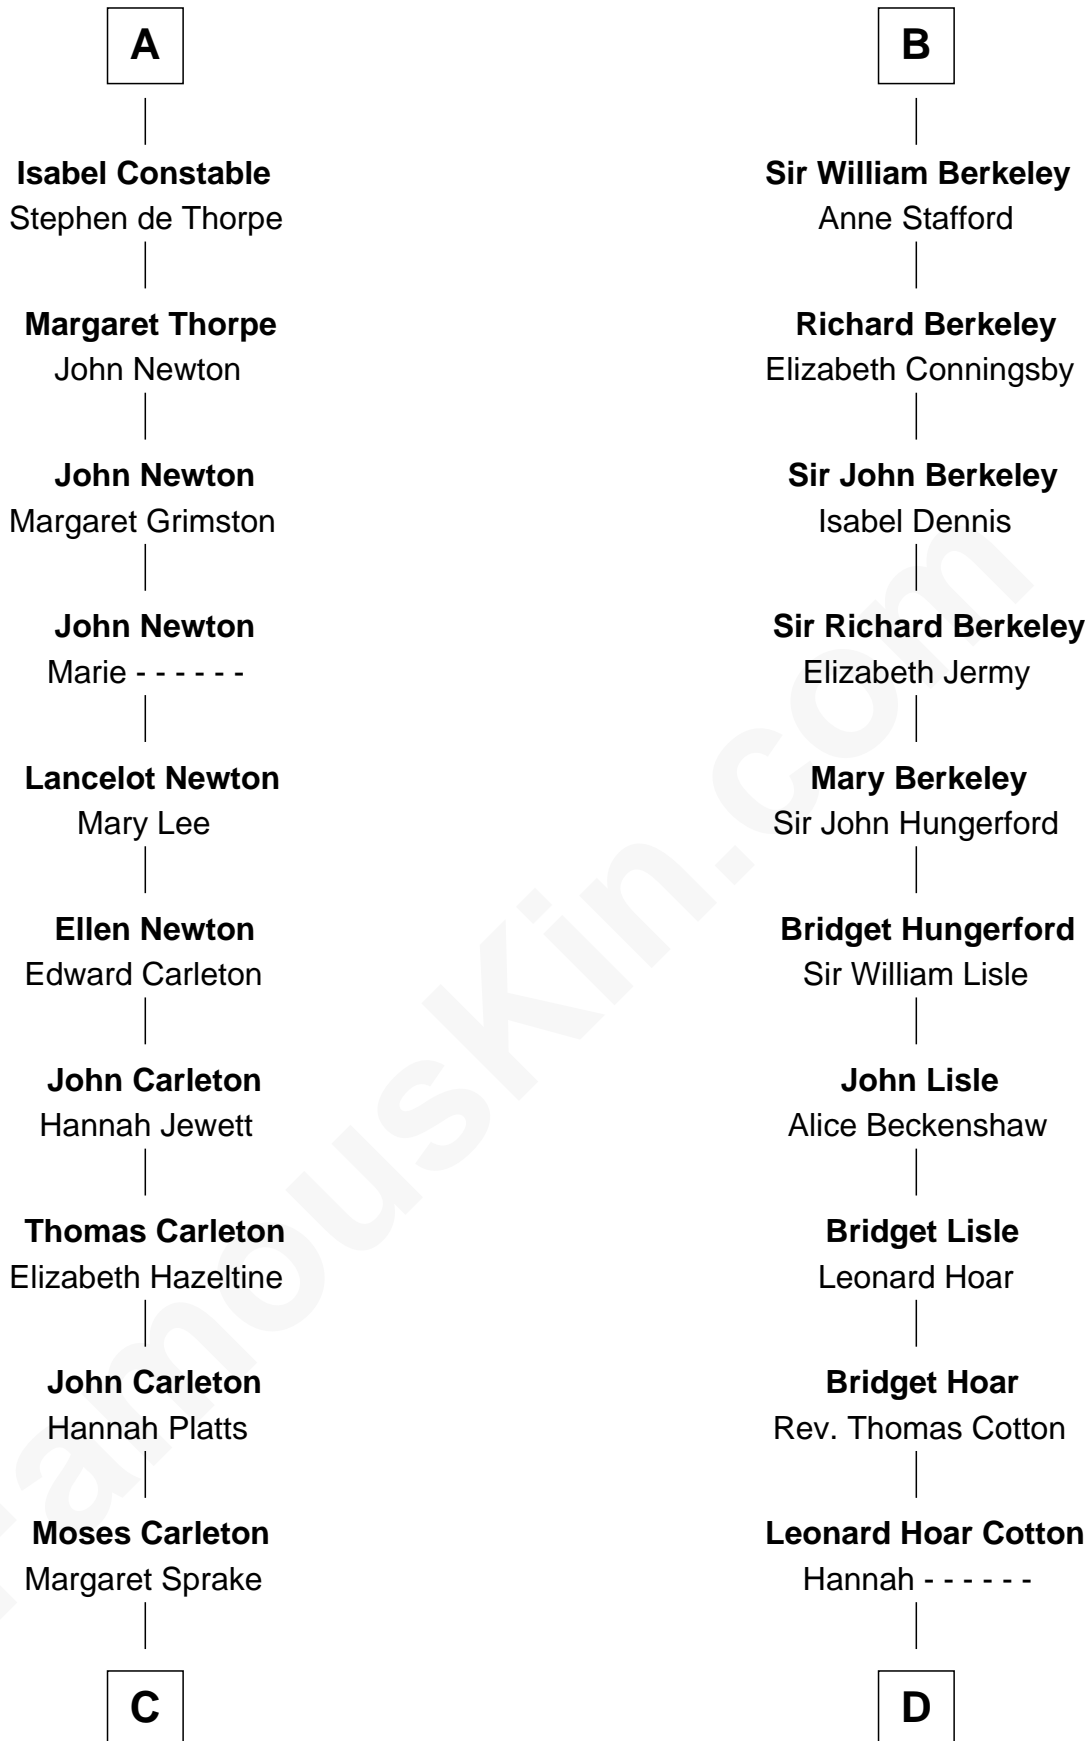 A
Isabel Constable
Stephen de Thorpe
Margaret Thorpe
John Newton
John Newton
Margaret Grimston
John Newton
Marie - - - - - -
Lancelot Newton
Mary Lee
Ellen Newton
Edward Carleton
John Carleton
Hannah Jewett
Thomas Carleton
Elizabeth Hazeltine
John Carleton
Hannah Platts
Moses Carleton
Margaret Sprake
C
B
Sir William Berkeley
Anne Stafford
Richard Berkeley
Elizabeth Conningsby
Sir John Berkeley
Isabel Dennis
Sir Richard Berkeley
Elizabeth Jermy
Mary Berkeley
Sir John Hungerford
Bridget Hungerford
Sir William Lisle
John Lisle
Alice Beckenshaw
Bridget Lisle
Leonard Hoar
Bridget Hoar
Rev. Thomas Cotton
Leonard Hoar Cotton
Hannah - - - - - -
D
FamousKin.com